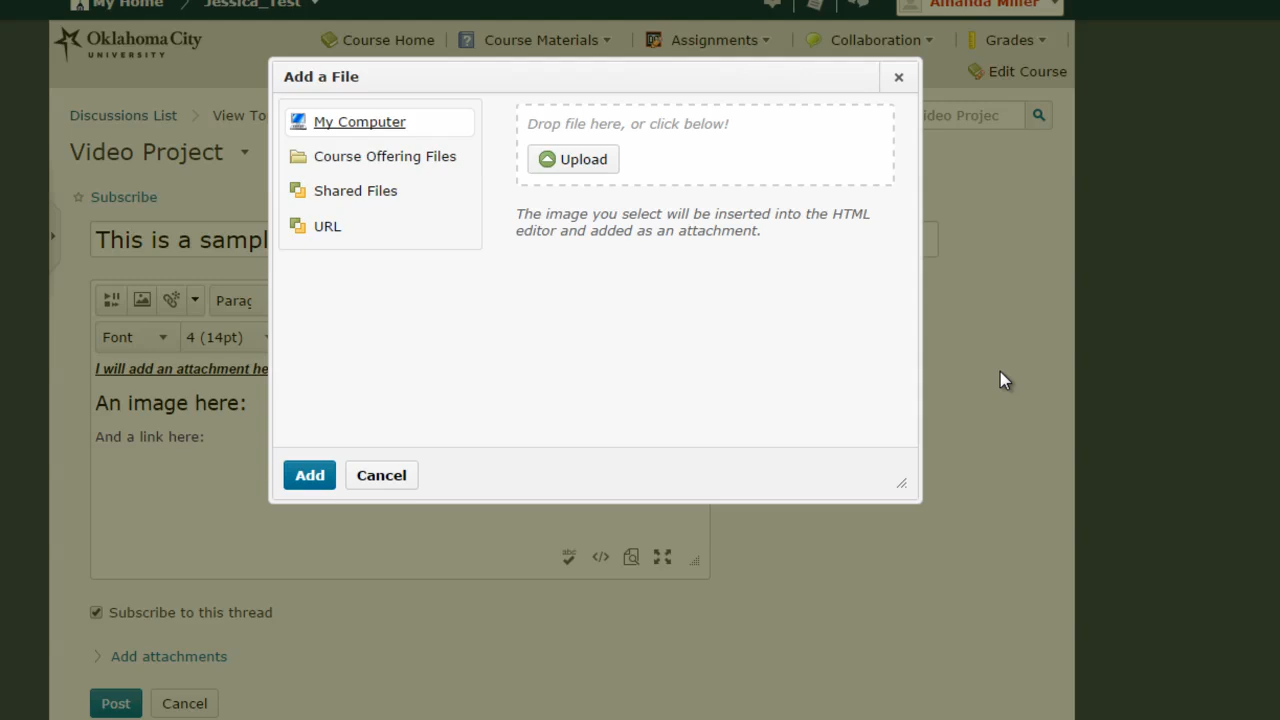 My Home
Jessica_Test
Amanda Miller
Oklahoma City
UNIVERSITY
Course Home
Course Materials
Assignments
Collaboration
Grades
Edit Course
Add a File
Discussions List
View To
ideo Projec
Video Project
Subscribe
This is a sampl
Parag
Font
4 (14pt)
I will add an attachment he
An image here:
And a link here:
My Computer
Course Offering Files
Shared Files
URL
Drop file here, or click below!
Upload
The image you select will be inserted into the HTML
editor and added as an attachment.
Add
Cancel
abc
Subscribe to this thread
Add attachments
Post
Cancel